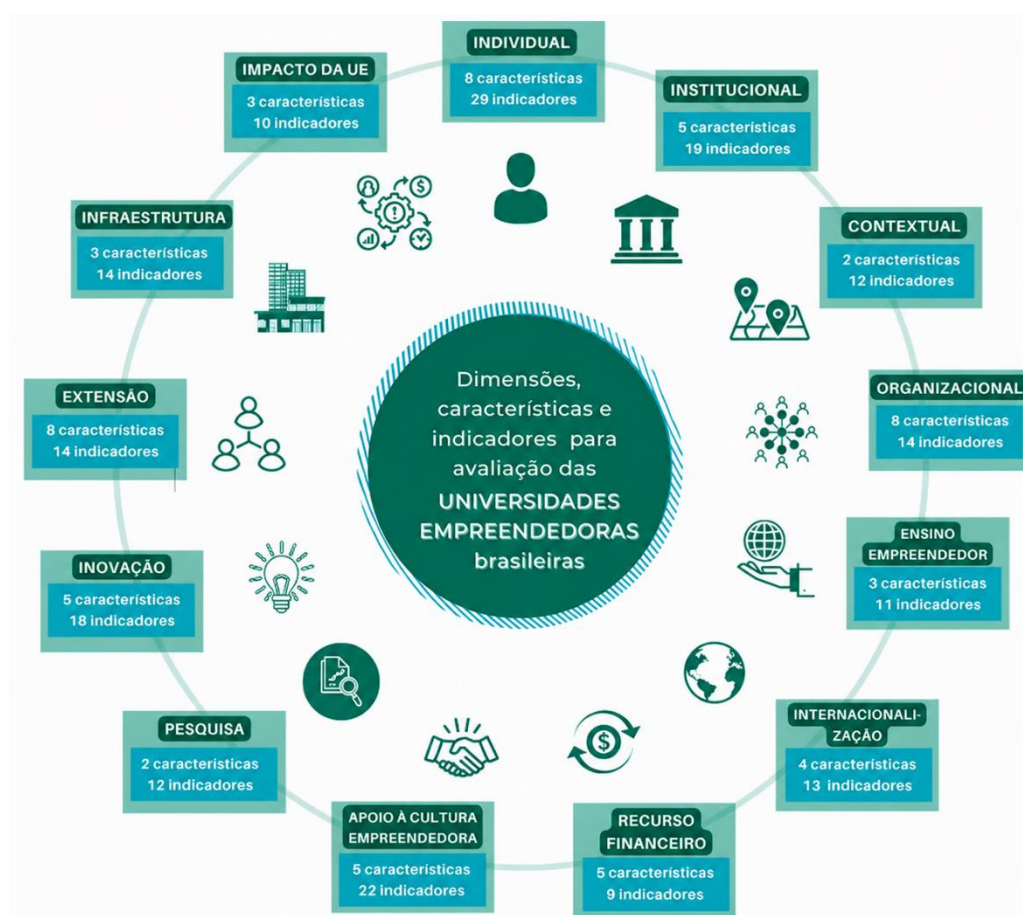 INDIVIDUAL
8 características
29 indicadores
INSTITUCIONAL
5 características
19 indicadores
CONTEXTUAL
2 características
12 indicadores
ORGANIZACIONAL
8 características
14 indicadores
ENSINO
EMPREENDEDOR
3 características
11 indicadores
INTERNACIONALI-
ZAÇÃO
4 características
13 indicadores
RECURSO
FINANCEIRO
5 características
9 indicadores
APOIO À CULTURA
EMPREENDEDORA
5 características
22 indicadores
PESQUISA
2 características
12 indicadores
INOVAÇÃO
5 características
18 indicadores
EXTENSÃO
8 características
14 indicadores
INFRAESTRUTURA
3 características
14 indicadores
IMPACTO DA UE
3 características
10 indicadores
Dimensões,
características e
indicadores para
avaliação das
UNIVERSIDADES
EMPREENDEDORAS
brasileiras